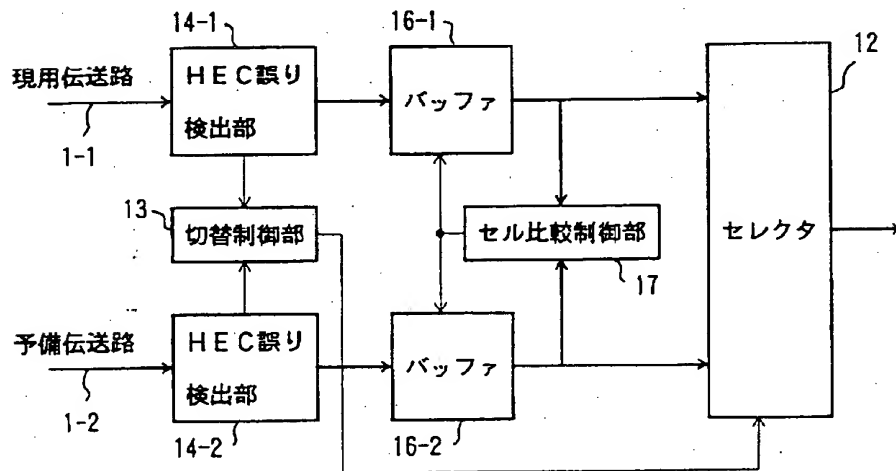 14-1
16-1
12
現用伝送路
1-1
HEC誤り
検出部
バッファ
13
切替制御部
セル比較制御部
17
セレクタ
予備伝送路
1-2
HEC誤り
検出部
14-2
バッファ
16-2